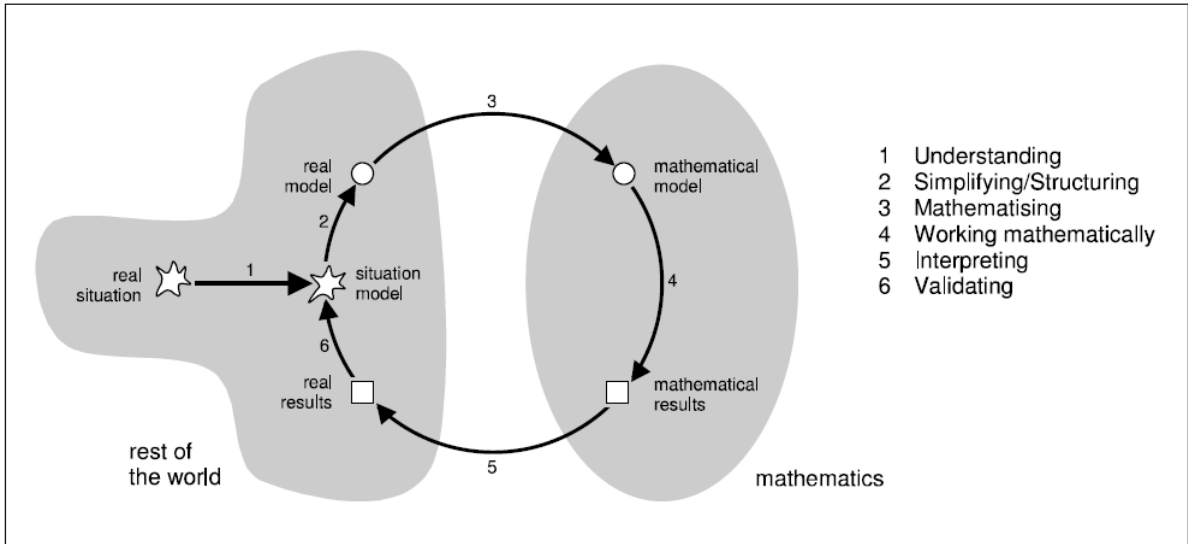 3
real
model
mathematical
model
2
1
real
situation
situation
model
4
6
real
results
mathematical
results
5
rest of
the world
mathematics
1 Understanding
2 Simplifying/Structuring
3 Mathematising
4 Working mathematically
5 Interpreting
6 Validating